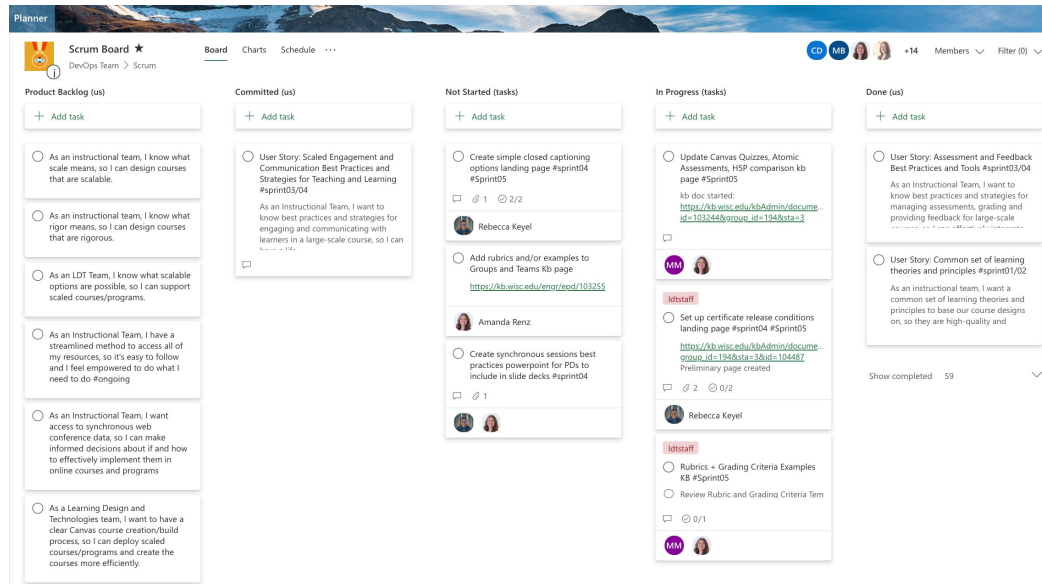 Planner
Scrum Board ★
DevOps Team > Scrum
Board Charts Schedule ···
CD MB +14 Members Filter (0)
Product Backlog (us)
+ Add task
As an instructional team, I know what
scale means, so I can design courses
that are scalable.
As an instructional team, I know what
rigor means, so I can design courses
that are rigorous.
As an LDT Team, I know what scalable
options are possible, so I can support
scaled courses/programs.
As an Instructional Team, I have a
streamlined method to access all of
my resources, so it's easy to follow
and I feel empowered to do what I
need to do #ongoing
As an Instructional Team, I want
access to synchronous web
conference data, so I can make
informed decisions about if and how
to effectively implement them in
online courses and programs
As a Learning Design and
Technologies team, I want to have a
clear Canvas course creation/build
process, so I can deploy scaled
courses/programs and create the
courses more efficiently.
Committed (us)
+ Add task
User Story: Scaled Engagement and
Communication Best Practices and
Strategies for Teaching and Learning
#sprint03/04
As an Instructional Team, I want to
know best practices and strategies for
engaging and communicating with
learners in a large-scale course, so I can
Not Started (tasks)
+ Add task
Create simple closed captioning
options landing page #sprint04
#Sprint05
1 2/2
Rebecca Keyel
Add rubrics and/or examples to
Groups and Teams Kb page
https://kb.wisc.edu/engr/epd/103255
Amanda Renz
Create synchronous sessions best
practices powerpoint for PDs to
include in slide decks #sprint04
1
In Progress (tasks)
+ Add task
Update Canvas Quizzes, Atomic
Assessments, H5P comparison kb
page #Sprint05
kb doc started:
https://kb.wisc.edu/kbAdmin/docume...
id=103244&group_id=194&sta=3
MM
ldtstaff
Set up certificate release conditions
landing page #sprint04 #Sprint05
https://kb.wisc.edu/kbAdmin/docume...
group_id=194&sta=3&id=104487
Preliminary page created
2 0/2
Rebecca Keyel
ldtstaff
Rubrics + Grading Criteria Examples
KB #Sprint05
Review Rubric and Grading Criteria Tem
0/1
MM
Done (us)
+ Add task
User Story: Assessment and Feedback
Best Practices and Tools #sprint03/04
As an Instructional Team, I want to
know best practices and strategies for
managing assessments, grading and
providing feedback for large-scale
User Story: Common set of learning
theories and principles #sprint01/02
As an instructional team, I want a
common set of learning theories and
principles to base our course designs
on, so they are high-quality and
Show completed 59